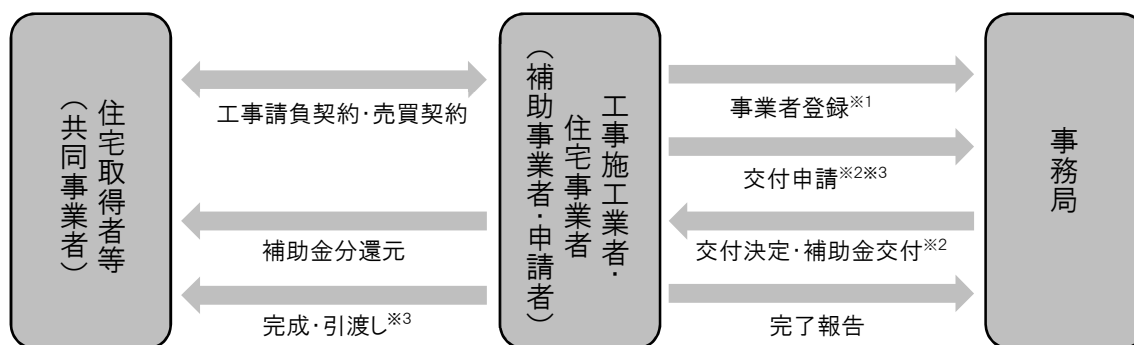 住宅取得者等
（共同事業者）
工事請負契約・売買契約
補助金分還元
完成・引渡し※3
工事施工業者・
住宅事業者
（補助事業者・申請者）
事業者登録※1
交付申請※2※3
交付決定・補助金交付※2
完了報告
事務局